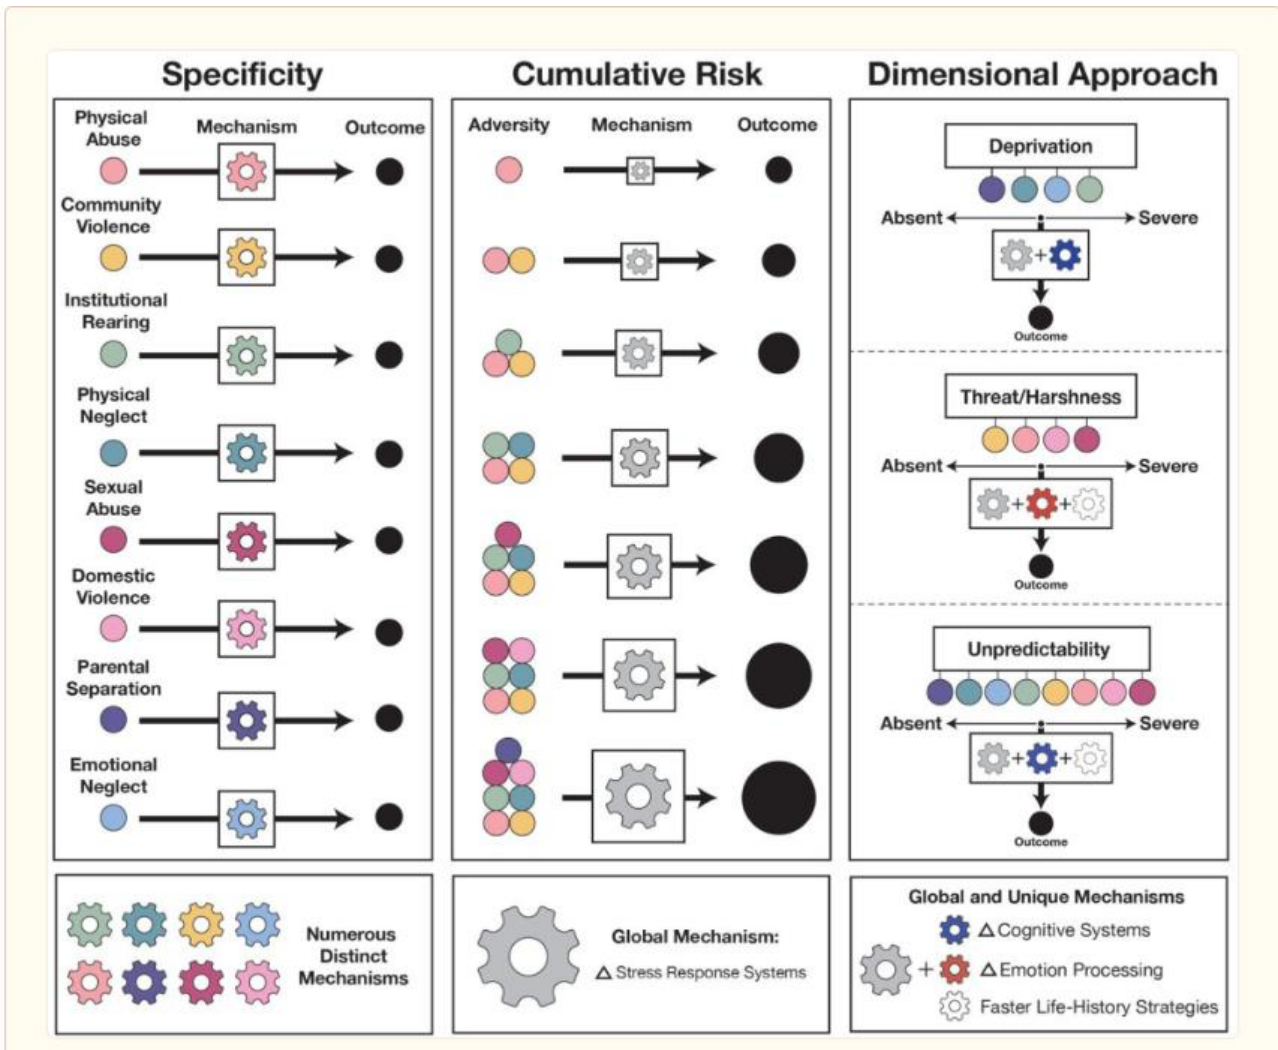 Specificity
Physical
Abuse
Mechanism
Outcome
Community
Violence
Institutional
Rearing
Physical
Neglect
Sexual
Abuse
Domestic
Violence
Parental
Separation
Emotional
Neglect
Numerous
Distinct
Mechanisms
Cumulative Risk
Adversity
Mechanism
Outcome
Global Mechanism:
△ Stress Response Systems
Dimensional Approach
Deprivation
Absent
Severe
+
Outcome
Threat/Harshness
Absent
Severe
+ +
Outcome
Unpredictability
Absent
Severe
+ +
Outcome
Global and Unique Mechanisms
△ Cognitive Systems
+ △ Emotion Processing
Faster Life-History Strategies